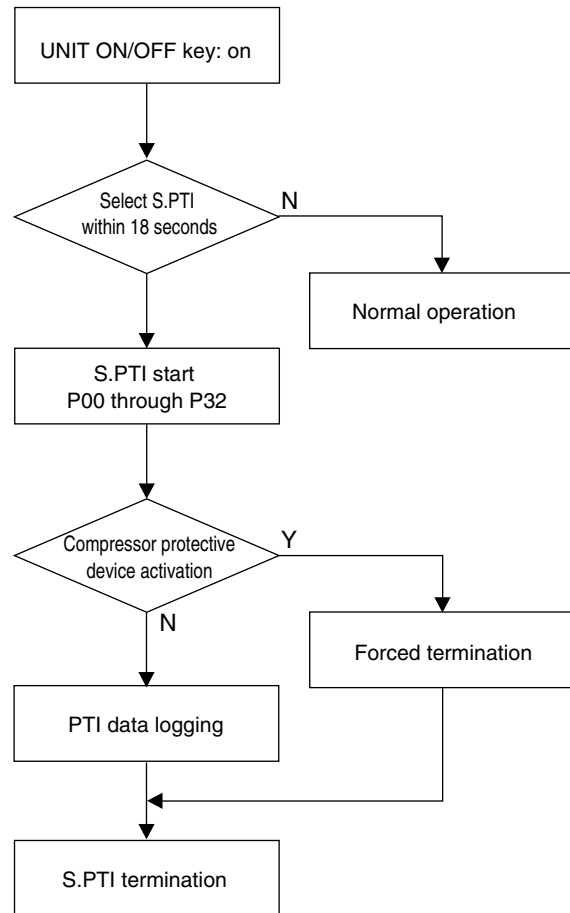 UNIT ON/OFF key: on
Select S.PTI
within 18 seconds
N
Normal operation
S.PTI start
P00 through P32
Compressor protective
device activation
Y
N
Forced termination
PTI data logging
S.PTI termination